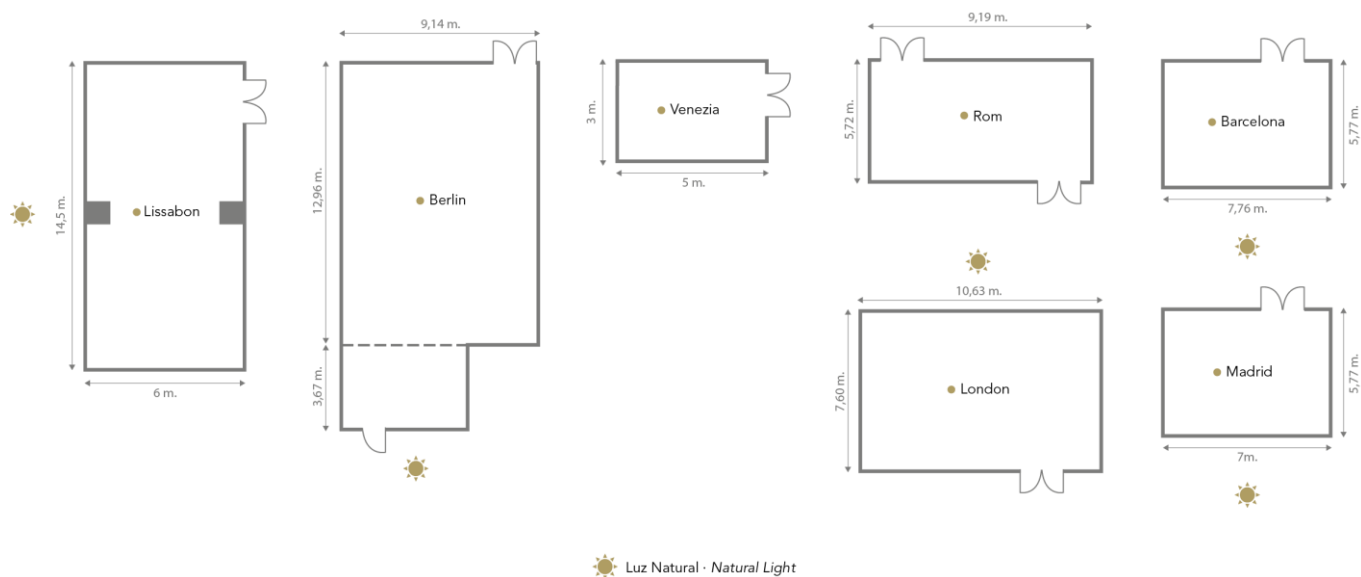 9,14 m.
9,19 m.
14,5 m.
Lissabon
6 m.
12,96 m.
Berlin
3,67 m.
3 m.
Venezia
5 m.
5,72 m.
Rom
Barcelona
5,77 m.
7,76 m.
10,63 m.
7,60 m.
London
Madrid
5,77 m.
7m.
Luz Natural · Natural Light